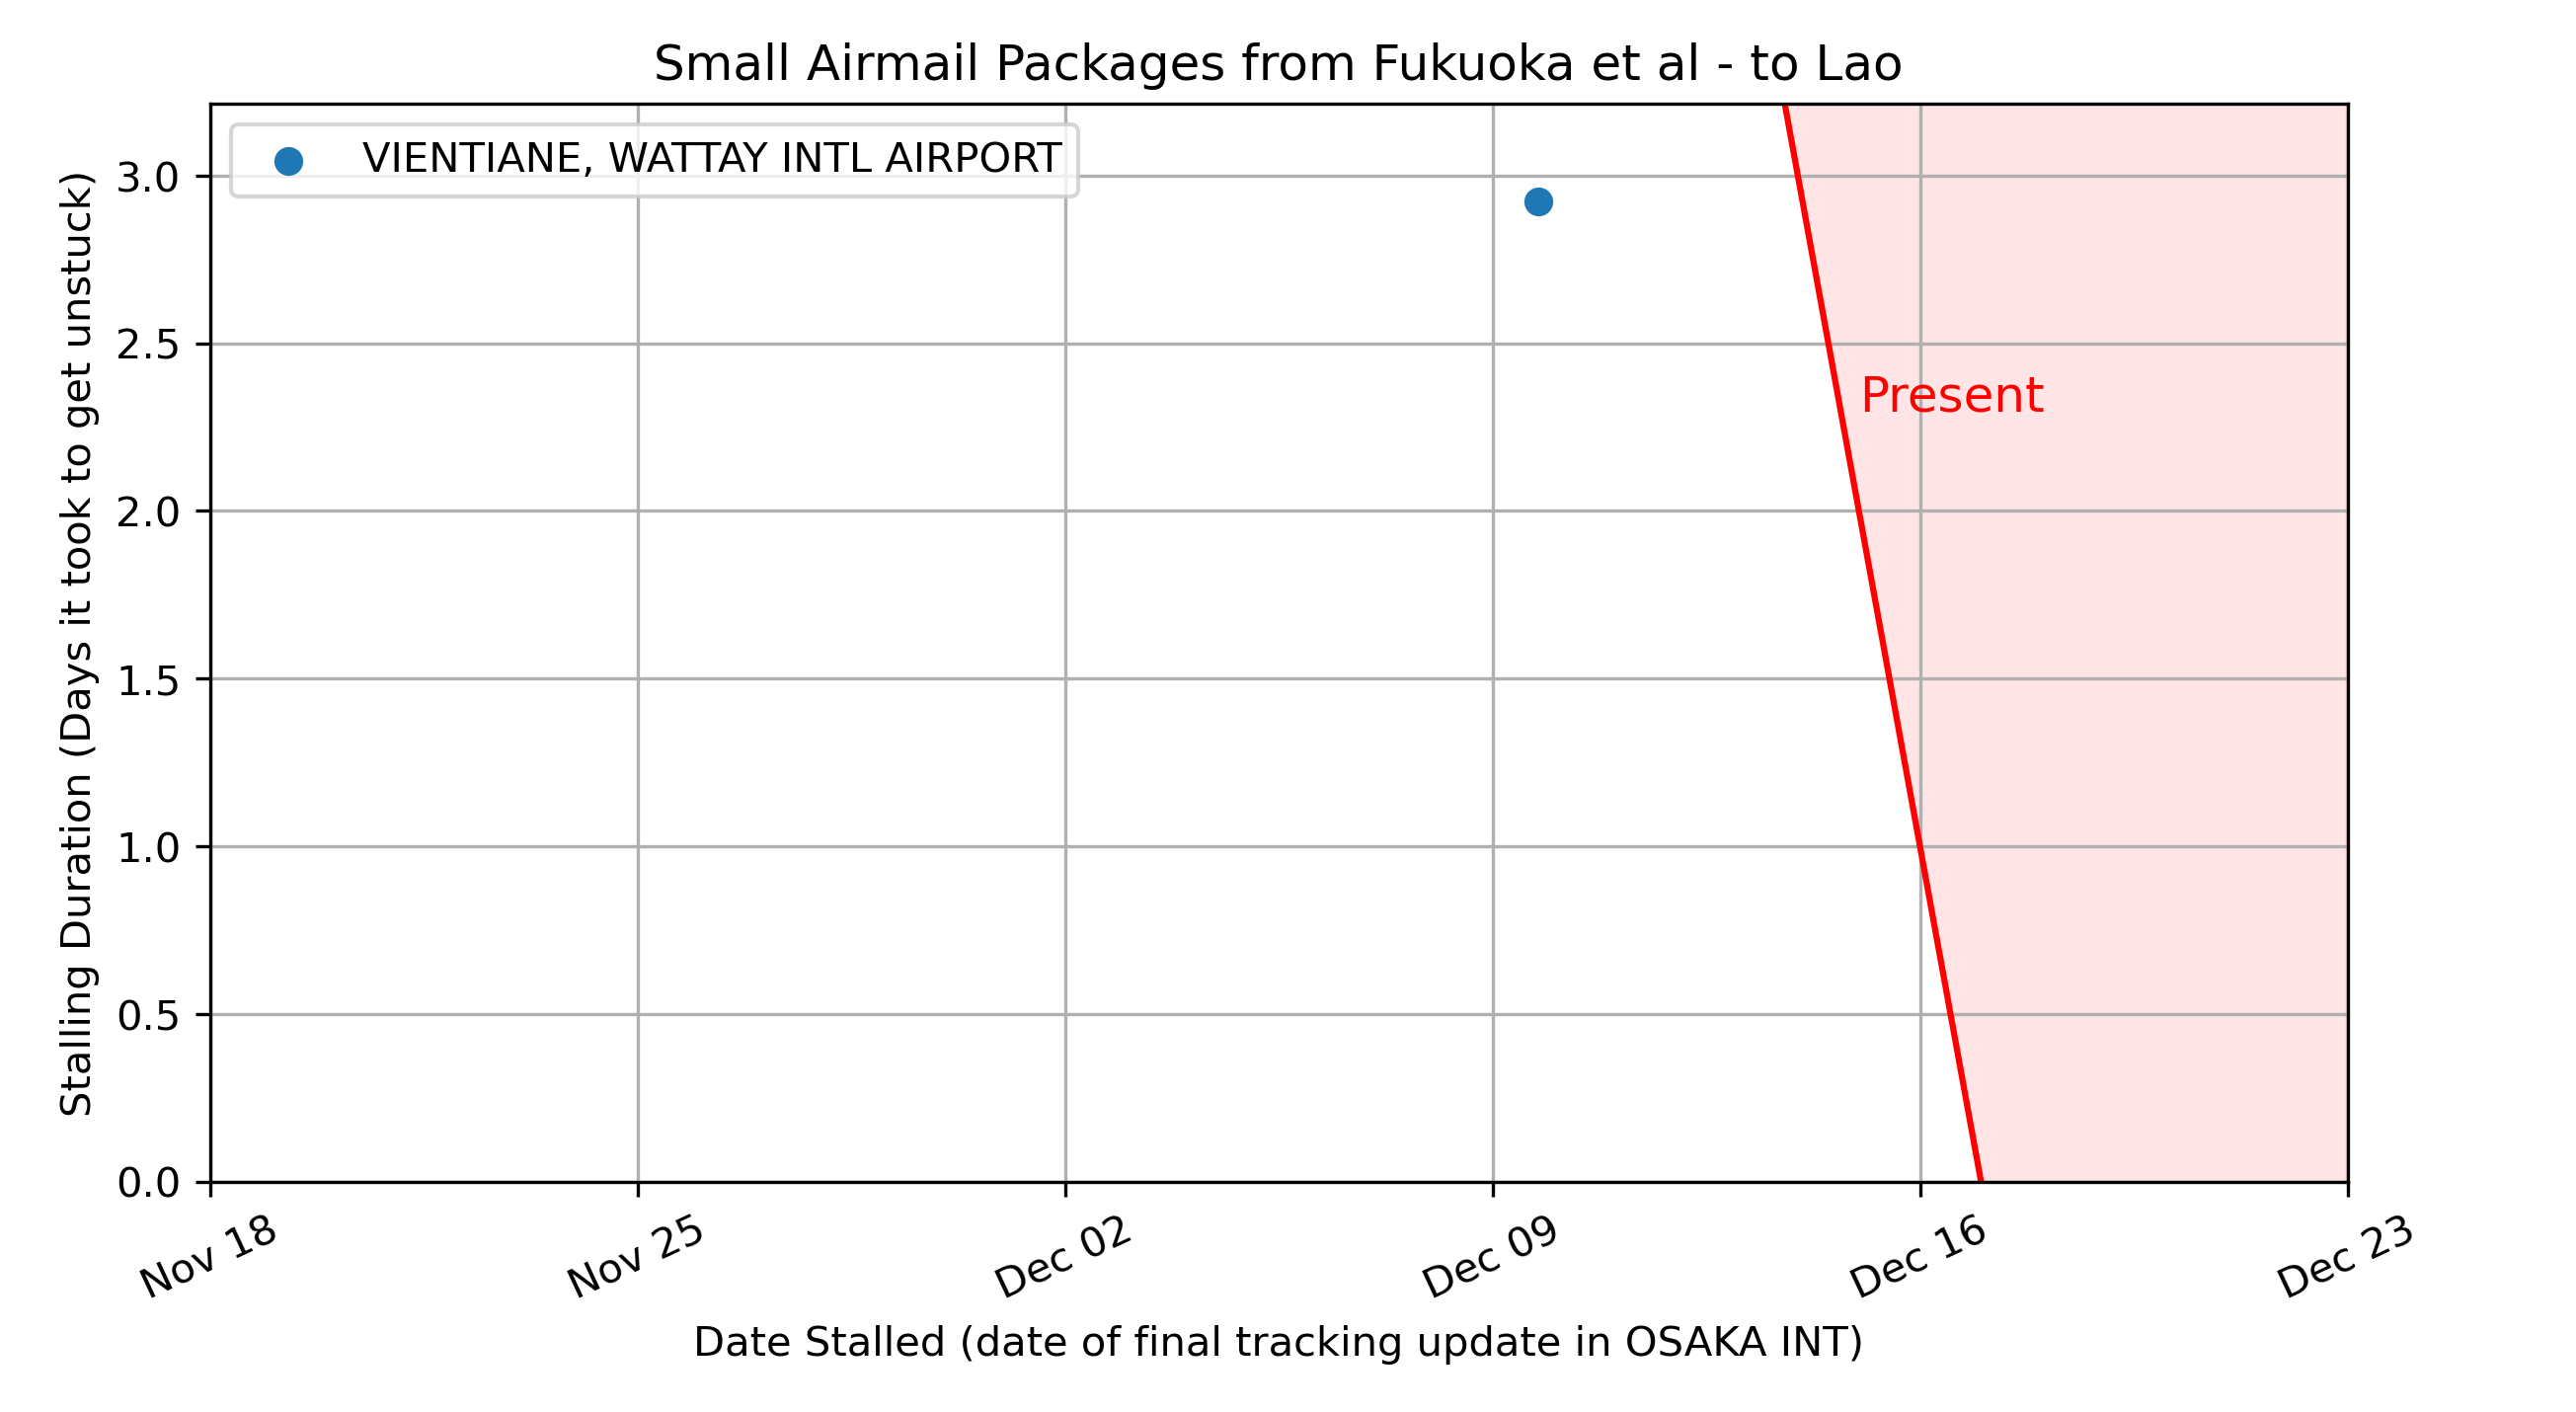 Small Airmail Packages from Fukuoka et al - to Lao
VIENTIANE, WATTAY INTL AIRPORT
Present
Stalling Duration (Days it took to get unstuck)
3.0
2.5
2.0
1.5
1.0
0.5
0.0
Nov 18
Nov 25
Dec 02
Dec 09
Dec 16
Dec 23
Date Stalled (date of final tracking update in OSAKA INT)